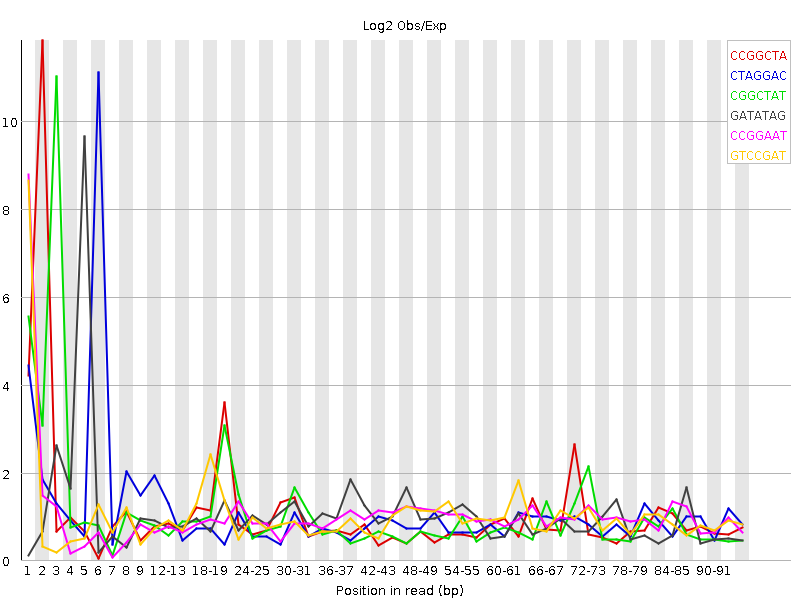 Log2 Obs/Exp
CCGGCTA
CTAGGAC
CGGCTAT
GATATAG
CCGGAAT
GTCCGAT
10
8
6
4
2
0
1 2 3 4 5 6 7 8 9 12-13 18-19 24-25 30-31 36-37 42-43 48-49 54-55 60-61 66-67 72-73 78-79 84-85 90-91
Position in read (bp)